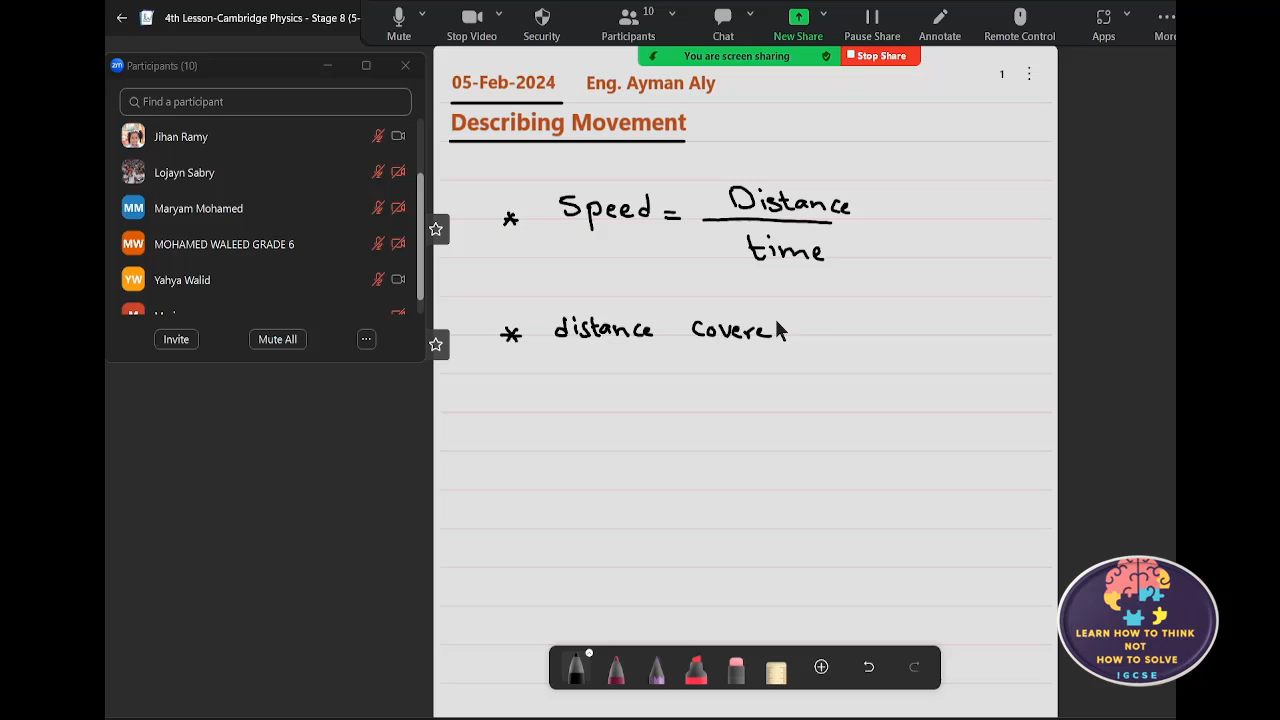 4th Lesson-Cambridge Physics - Stage 8 (5-
10
Mute
Stop Video
Security
Participants
Chat
New Share
Pause Share
Annotate
Remote Control
Apps
More
You are screen sharing
Stop Share
zm Participants (10)
Find a participant
Jihan Ramy
Lojayn Sabry
MM Maryam Mohamed
MW MOHAMED WALEED GRADE 6
YW Yahya Walid
Invite
Mute All
05-Feb-2024 Eng. Ayman Aly
1
Describing Movement
* Speed = Distance
time
* distance covere
LEARN HOW TO THINK
NOT
HOW TO SOLVE
IGCSE